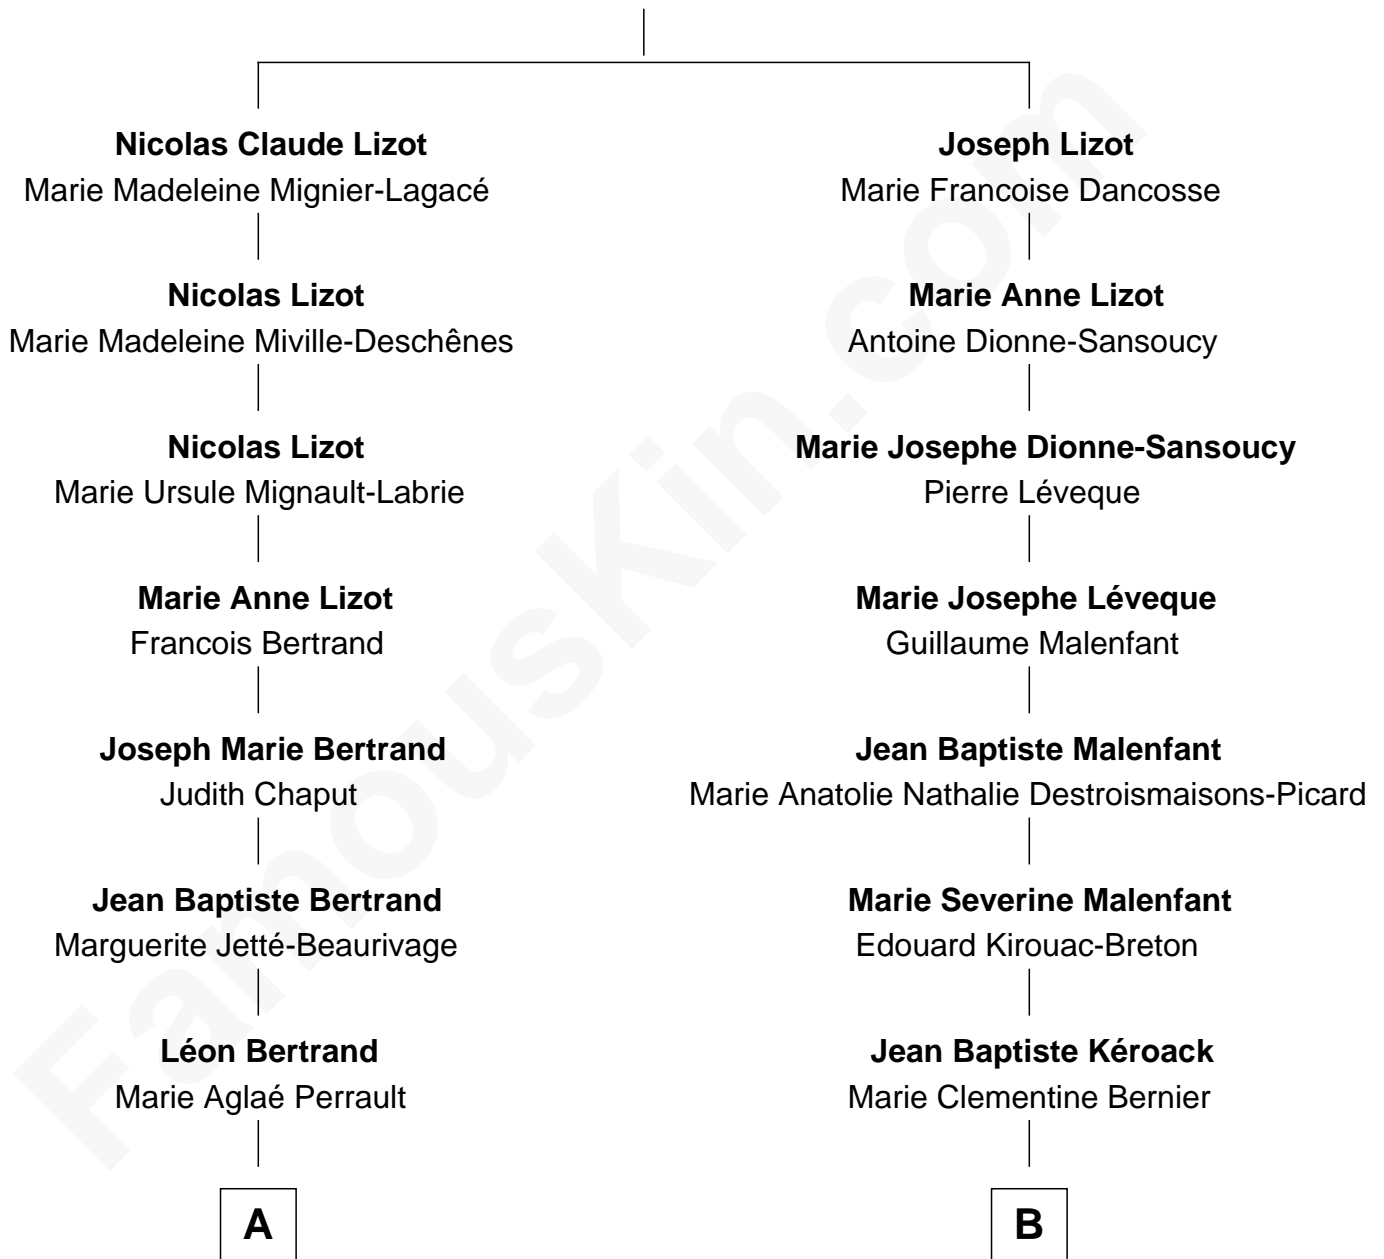 Nicolas Claude Lizot
Marie Madeleine Mignier-Lagacé
Nicolas Lizot
Marie Madeleine Miville-Deschênes
Nicolas Lizot
Marie Ursule Mignault-Labrie
Marie Anne Lizot
Francois Bertrand
Joseph Marie Bertrand
Judith Chaput
Jean Baptiste Bertrand
Marguerite Jetté-Beaurivage
Léon Bertrand
Marie Aglaé Perrault
A
Joseph Lizot
Marie Francoise Dancosse
Marie Anne Lizot
Antoine Dionne-Sansoucy
Marie Josephe Dionne-Sansoucy
Pierre Léveque
Marie Josephe Léveque
Guillaume Malenfant
Jean Baptiste Malenfant
Marie Anatolie Nathalie Destroismaisons-Picard
Marie Severine Malenfant
Edouard Kirouac-Breton
Jean Baptiste Kéroack
Marie Clementine Bernier
B
FamousKin.com